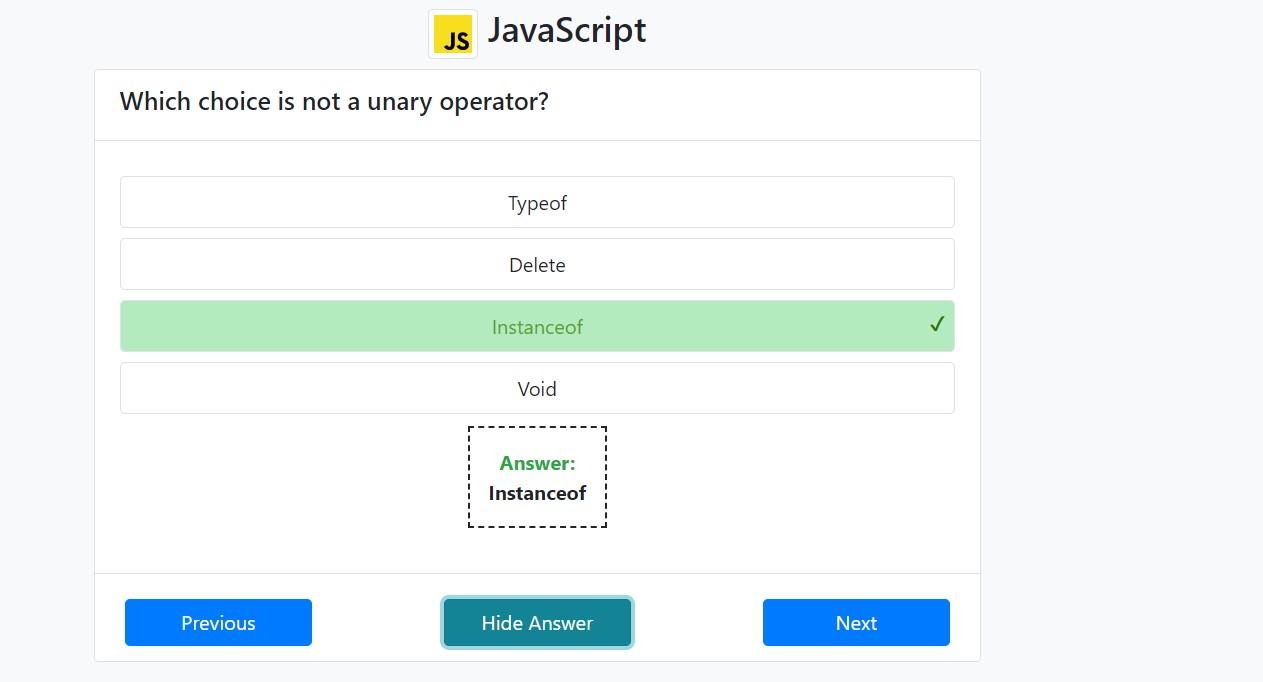 JS JavaScript
Which choice is not a unary operator?
Typeof
Delete
Instanceof
Void
Answer:
Instanceof
Previous
Hide Answer
Next